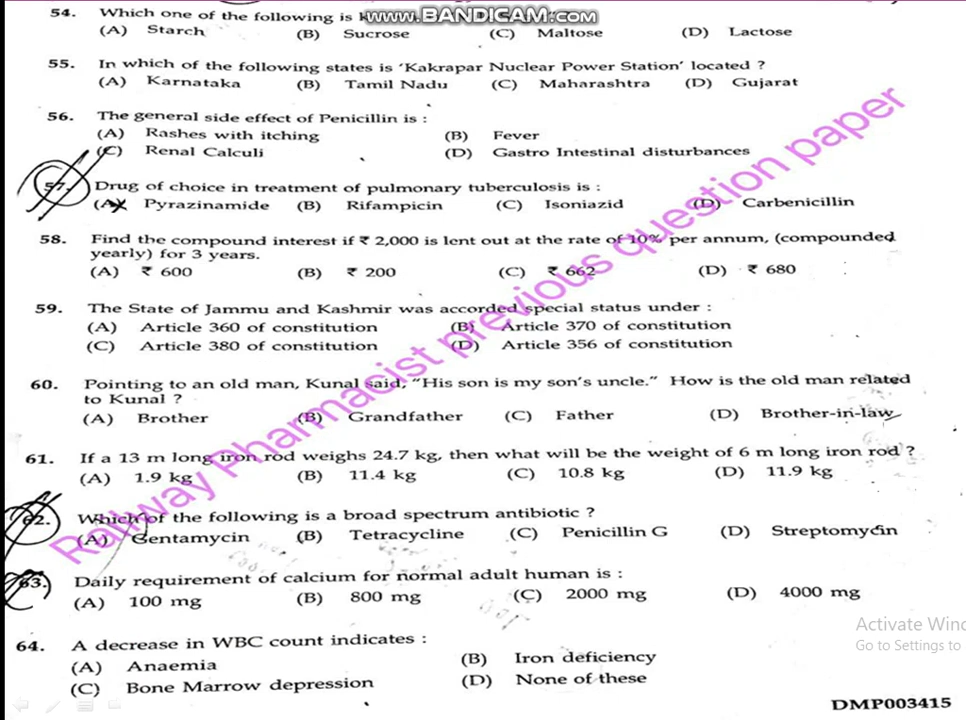 WWW.BANDICAM.COM
54. Which one of the following is
(A) Starch (B) Sucrose (C) Maltose (D) Lactose
55. In which of the following states is 'Kakrapar Nuclear Power Station' located ?
(A) Karnataka (B) Tamil Nadu (C) Maharashtra (D) Gujarat
56. The general side effect of Penicillin is :
(A) Rashes with itching (B) Fever
(C) Renal Calculi (D) Gastro Intestinal disturbances
57. Drug of choice in treatment of pulmonary tuberculosis is :
(A) Pyrazinamide (B) Rifampicin (C) Isoniazid (D) Carbenicillin
58. Find the compound interest if ₹ 2,000 is lent out at the rate of 10% per annum, (compounded
yearly) for 3 years.
(A) ₹ 600 (B) ₹ 200 (C) ₹ 662 (D) ₹ 680
59. The State of Jammu and Kashmir was accorded special status under :
(A) Article 360 of constitution (B) Article 370 of constitution
(C) Article 380 of constitution (D) Article 356 of constitution
60. Pointing to an old man, Kunal said, "His son is my son's uncle." How is the old man related
to Kunal ?
(A) Brother (B) Grandfather (C) Father (D) Brother-in-law
61. If a 13 m long iron rod weighs 24.7 kg, then what will be the weight of 6 m long iron rod ?
(A) 1.9 kg (B) 11.4 kg (C) 10.8 kg (D) 11.9 kg
62. Which of the following is a broad spectrum antibiotic ?
(A) Gentamycin (B) Tetracycline (C) Penicillin G (D) Streptomycin
63. Daily requirement of calcium for normal adult human is :
(A) 100 mg (B) 800 mg (C) 2000 mg (D) 4000 mg
64. A decrease in WBC count indicates :
(A) Anaemia (B) Iron deficiency
(C) Bone Marrow depression (D) None of these
Railway Pharmacist previous question paper
Activate Wind
Go to Settings to
DMP003415